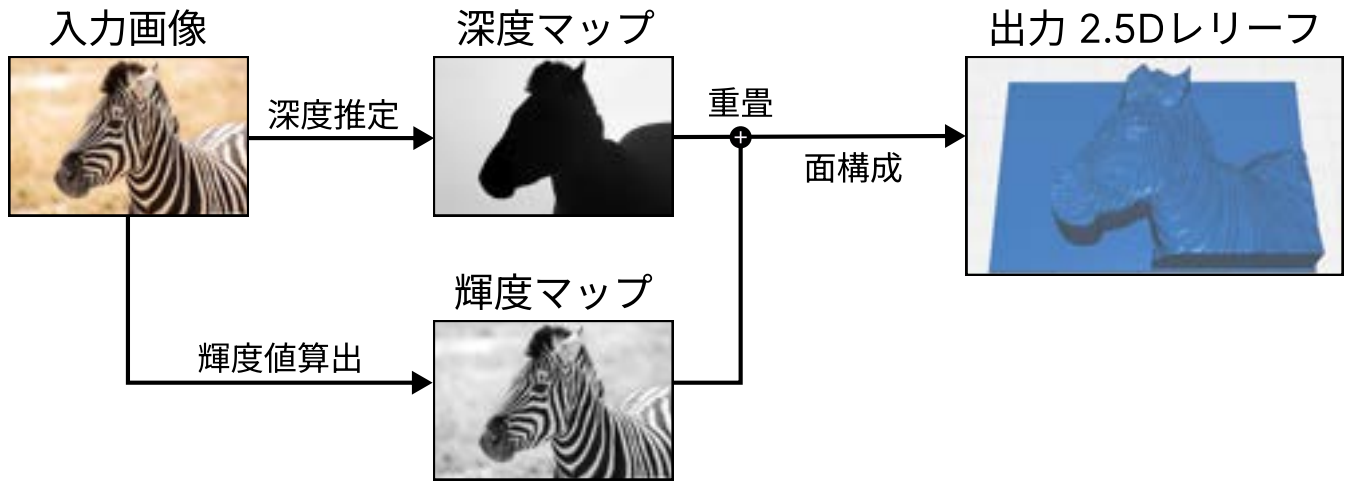 入力画像
深度マップ
出力 2.5Dレリーフ
深度推定
重畳
面構成
輝度マップ
輝度値算出